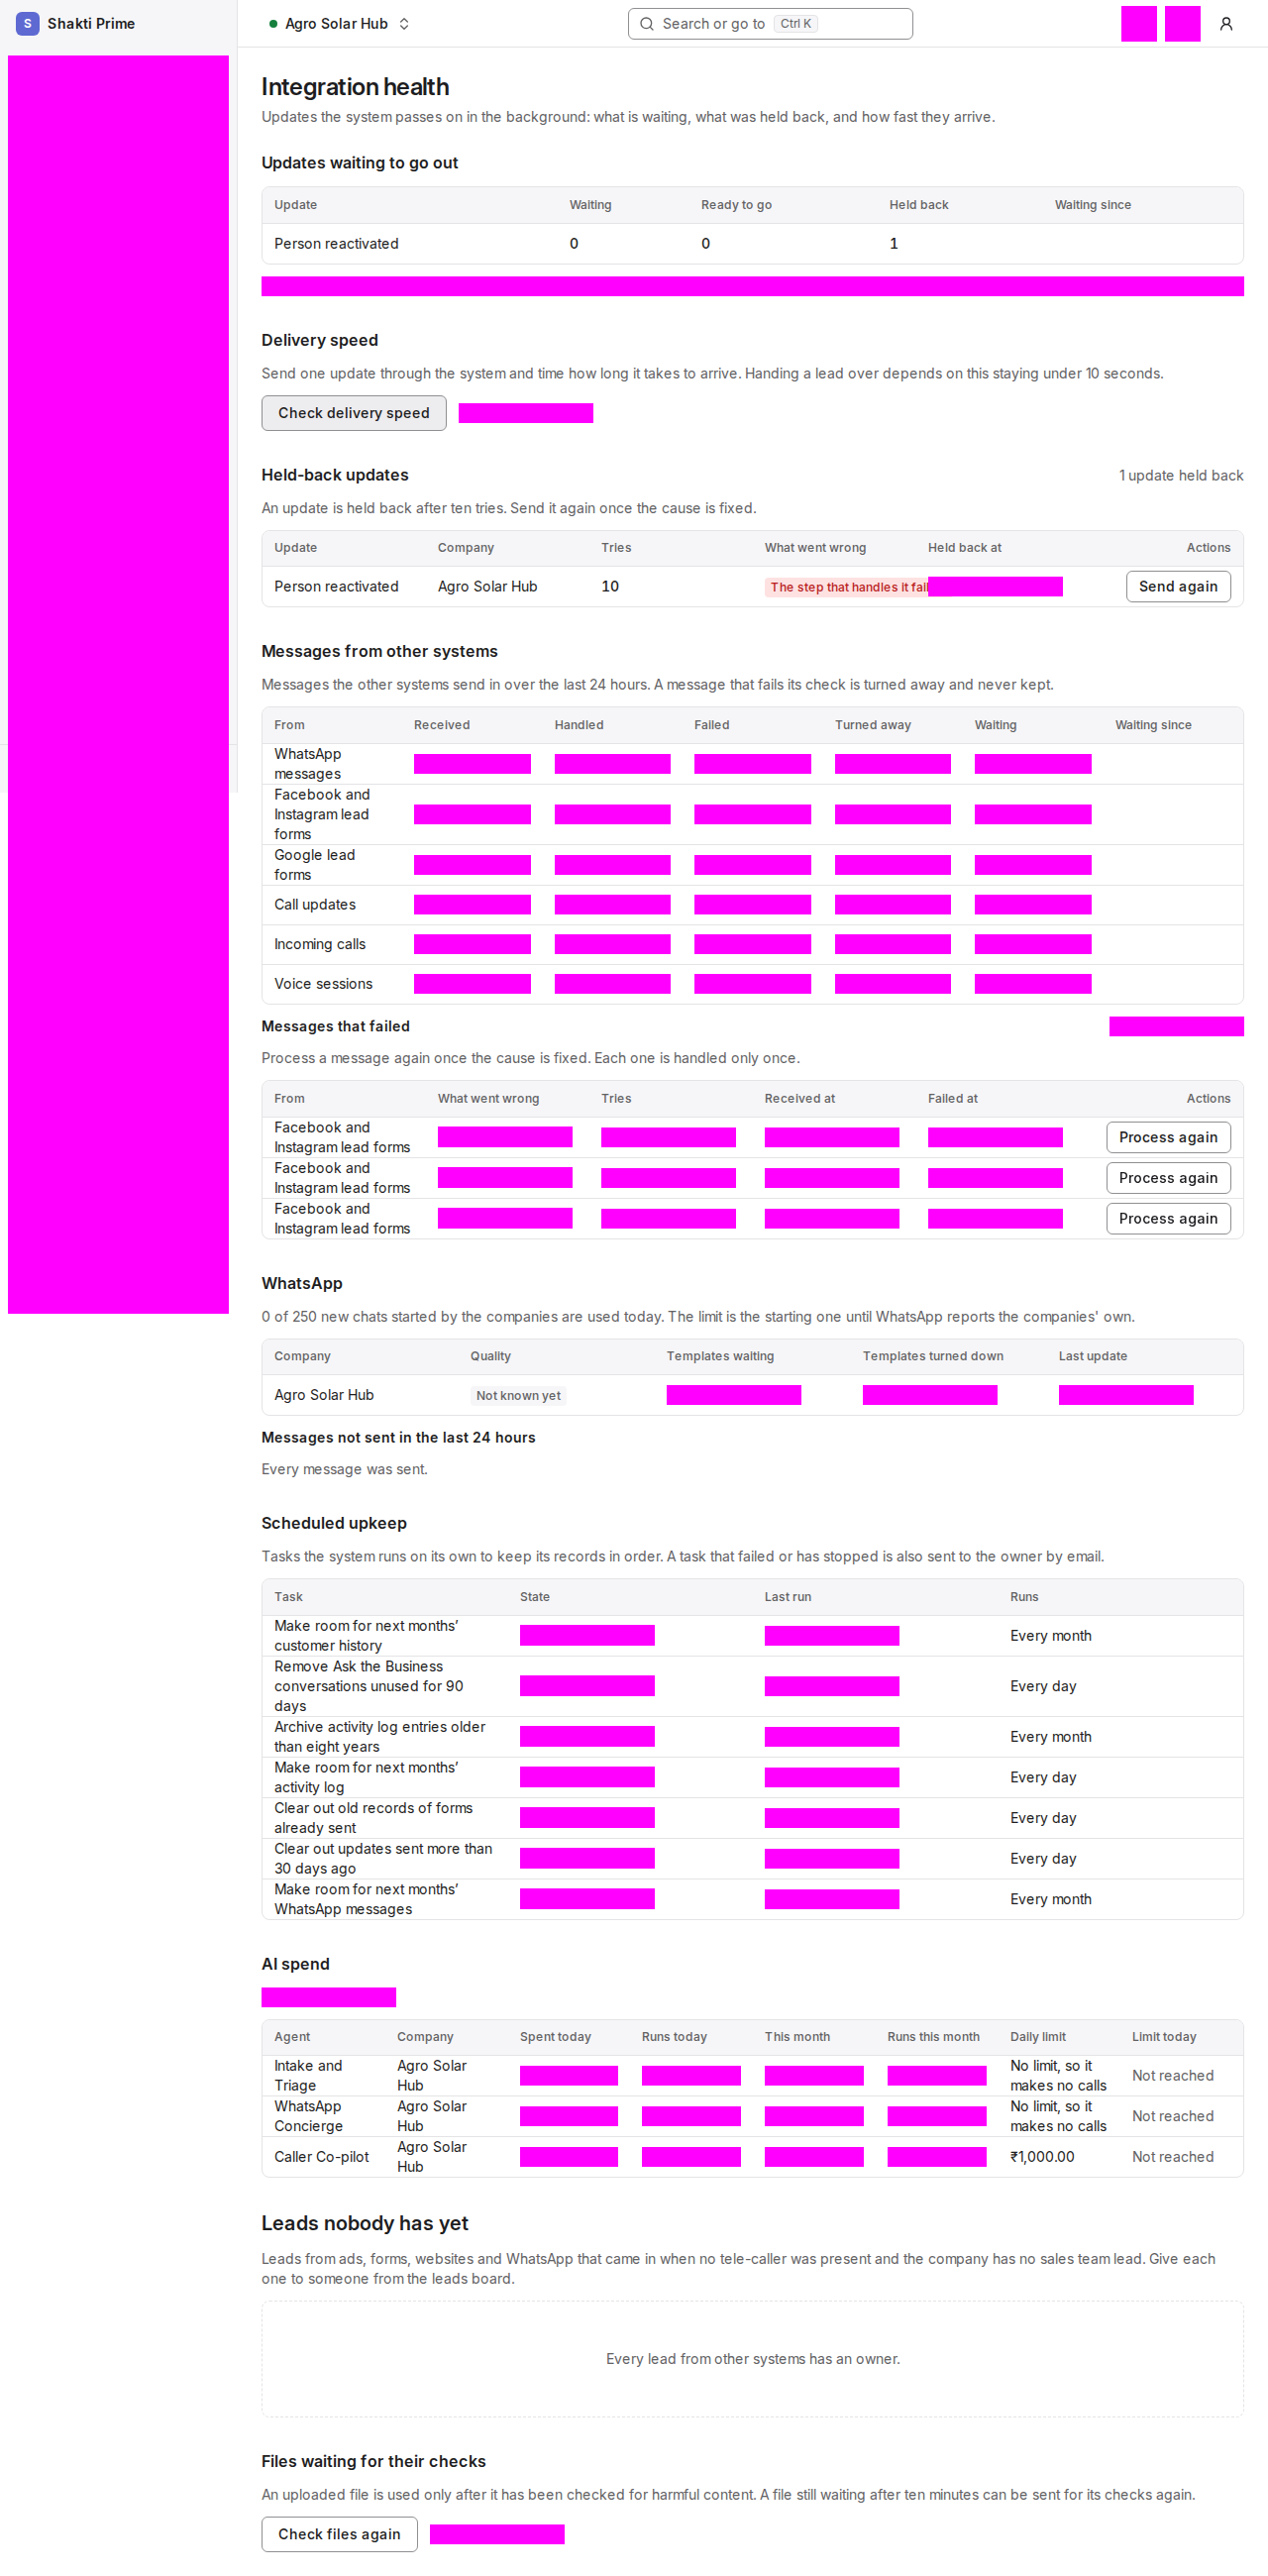 S Shakti Prime
Agro Solar Hub
Search or go to Ctrl K
Integration health
Updates the system passes on in the background: what is waiting, what was held back, and how fast they arrive.
Updates waiting to go out
Update Waiting Ready to go Held back Waiting since
Person reactivated 0 0 1
Delivery speed
Send one update through the system and time how long it takes to arrive. Handing a lead over depends on this staying under 10 seconds.
Check delivery speed
Held-back updates 1 update held back
An update is held back after ten tries. Send it again once the cause is fixed.
Update Company Tries What went wrong Held back at Actions
Person reactivated Agro Solar Hub 10 The step that handles it Send again
Messages from other systems
Messages the other systems send in over the last 24 hours. A message that fails its check is turned away and never kept.
From Received Handled Failed Turned away Waiting Waiting since
WhatsApp
messages
Facebook and
Instagram lead
forms
Google lead
forms
Call updates
Incoming calls
Voice sessions
Messages that failed
Process a message again once the cause is fixed. Each one is handled only once.
From What went wrong Tries Received at Failed at Actions
Facebook and
Instagram lead forms
Process again
Facebook and
Instagram lead forms
Process again
Facebook and
Instagram lead forms
Process again
WhatsApp
0 of 250 new chats started by the companies are used today. The limit is the starting one until WhatsApp reports the companies' own.
Company Quality Templates waiting Templates turned down Last update
Agro Solar Hub Not known yet
Messages not sent in the last 24 hours
Every message was sent.
Scheduled upkeep
Tasks the system runs on its own to keep its records in order. A task that failed or has stopped is also sent to the owner by email.
Task State Last run Runs
Make room for next months’
customer history
Every month
Remove Ask the Business
conversations unused for 90
days
Every day
Archive activity log entries older
than eight years
Every month
Make room for next months’
activity log
Every day
Clear out old records of forms
already sent
Every day
Clear out updates sent more than
30 days ago
Every day
Make room for next months’
WhatsApp messages
Every month
AI spend
Agent Company Spent today Runs today This month Runs this month Daily limit Limit today
Intake and
Triage
Agro Solar
Hub
No limit, so it
makes no calls
Not reached
WhatsApp
Concierge
Agro Solar
Hub
No limit, so it
makes no calls
Not reached
Caller Co-pilot
Agro Solar
Hub
₹1,000.00
Not reached
Leads nobody has yet
Leads from ads, forms, websites and WhatsApp that came in when no tele-caller was present and the company has no sales team lead. Give each
one to someone from the leads board.
Every lead from other systems has an owner.
Files waiting for their checks
An uploaded file is used only after it has been checked for harmful content. A file still waiting after ten minutes can be sent for its checks again.
Check files again